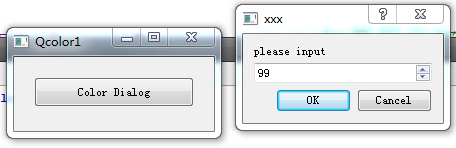 Qcolor1
Color Dialog
xxx
please input
99
OK
Cancel